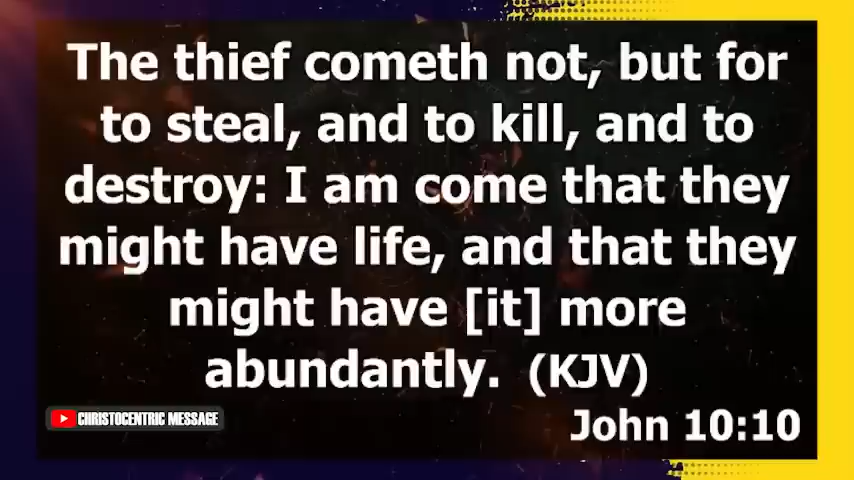 The thief cometh not, but for
to steal, and to kill, and to
destroy: I am come that they
might have life, and that they
might have [it] more
abundantly. (KJV)
CHRISTOCENTRIC MESSAGE
John 10:10